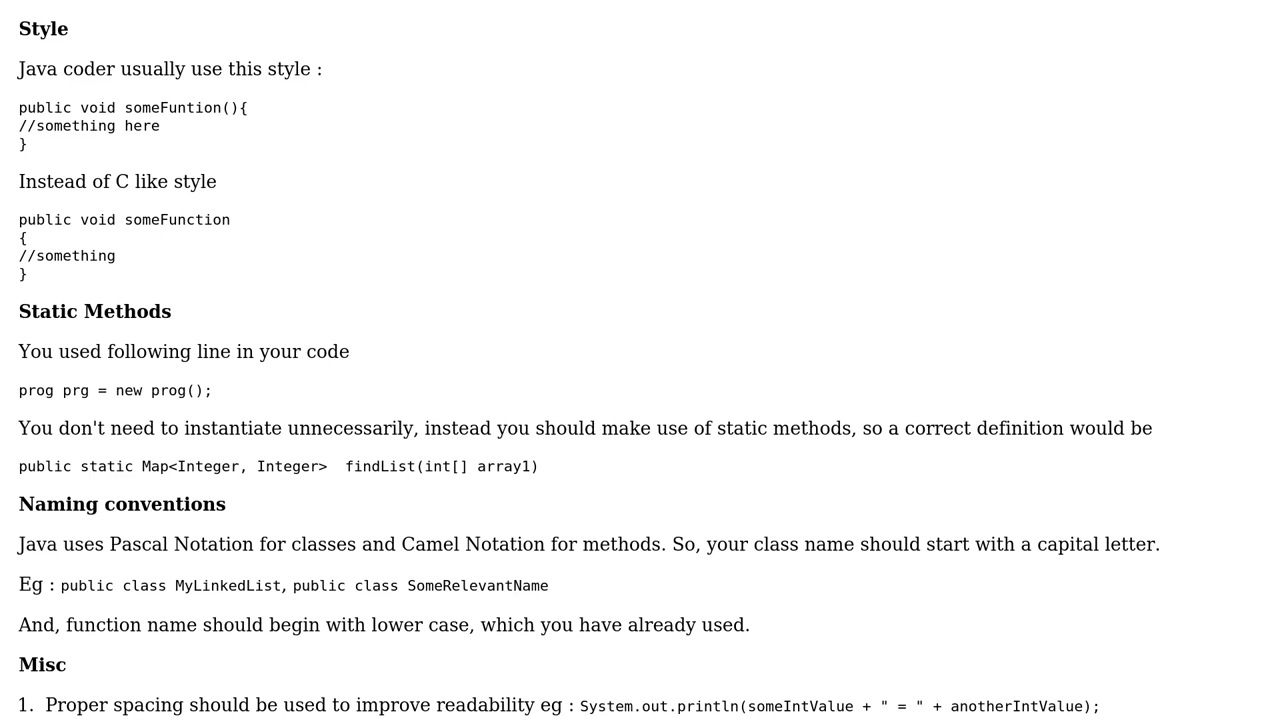 Style
Java coder usually use this style :
public void someFuntion(){
//something here
}
Instead of C like style
public void someFunction
{
//something
}
Static Methods
You used following line in your code
prog prg = new prog();
You don't need to instantiate unnecessarily, instead you should make use of static methods, so a correct definition would be
public static Map<Integer, Integer>  findList(int[] array1)
Naming conventions
Java uses Pascal Notation for classes and Camel Notation for methods. So, your class name should start with a capital letter.
Eg : public class MyLinkedList, public class SomeRelevantName
And, function name should begin with lower case, which you have already used.
Misc
1. Proper spacing should be used to improve readability eg : System.out.println(someIntValue + " = " + anotherIntValue);